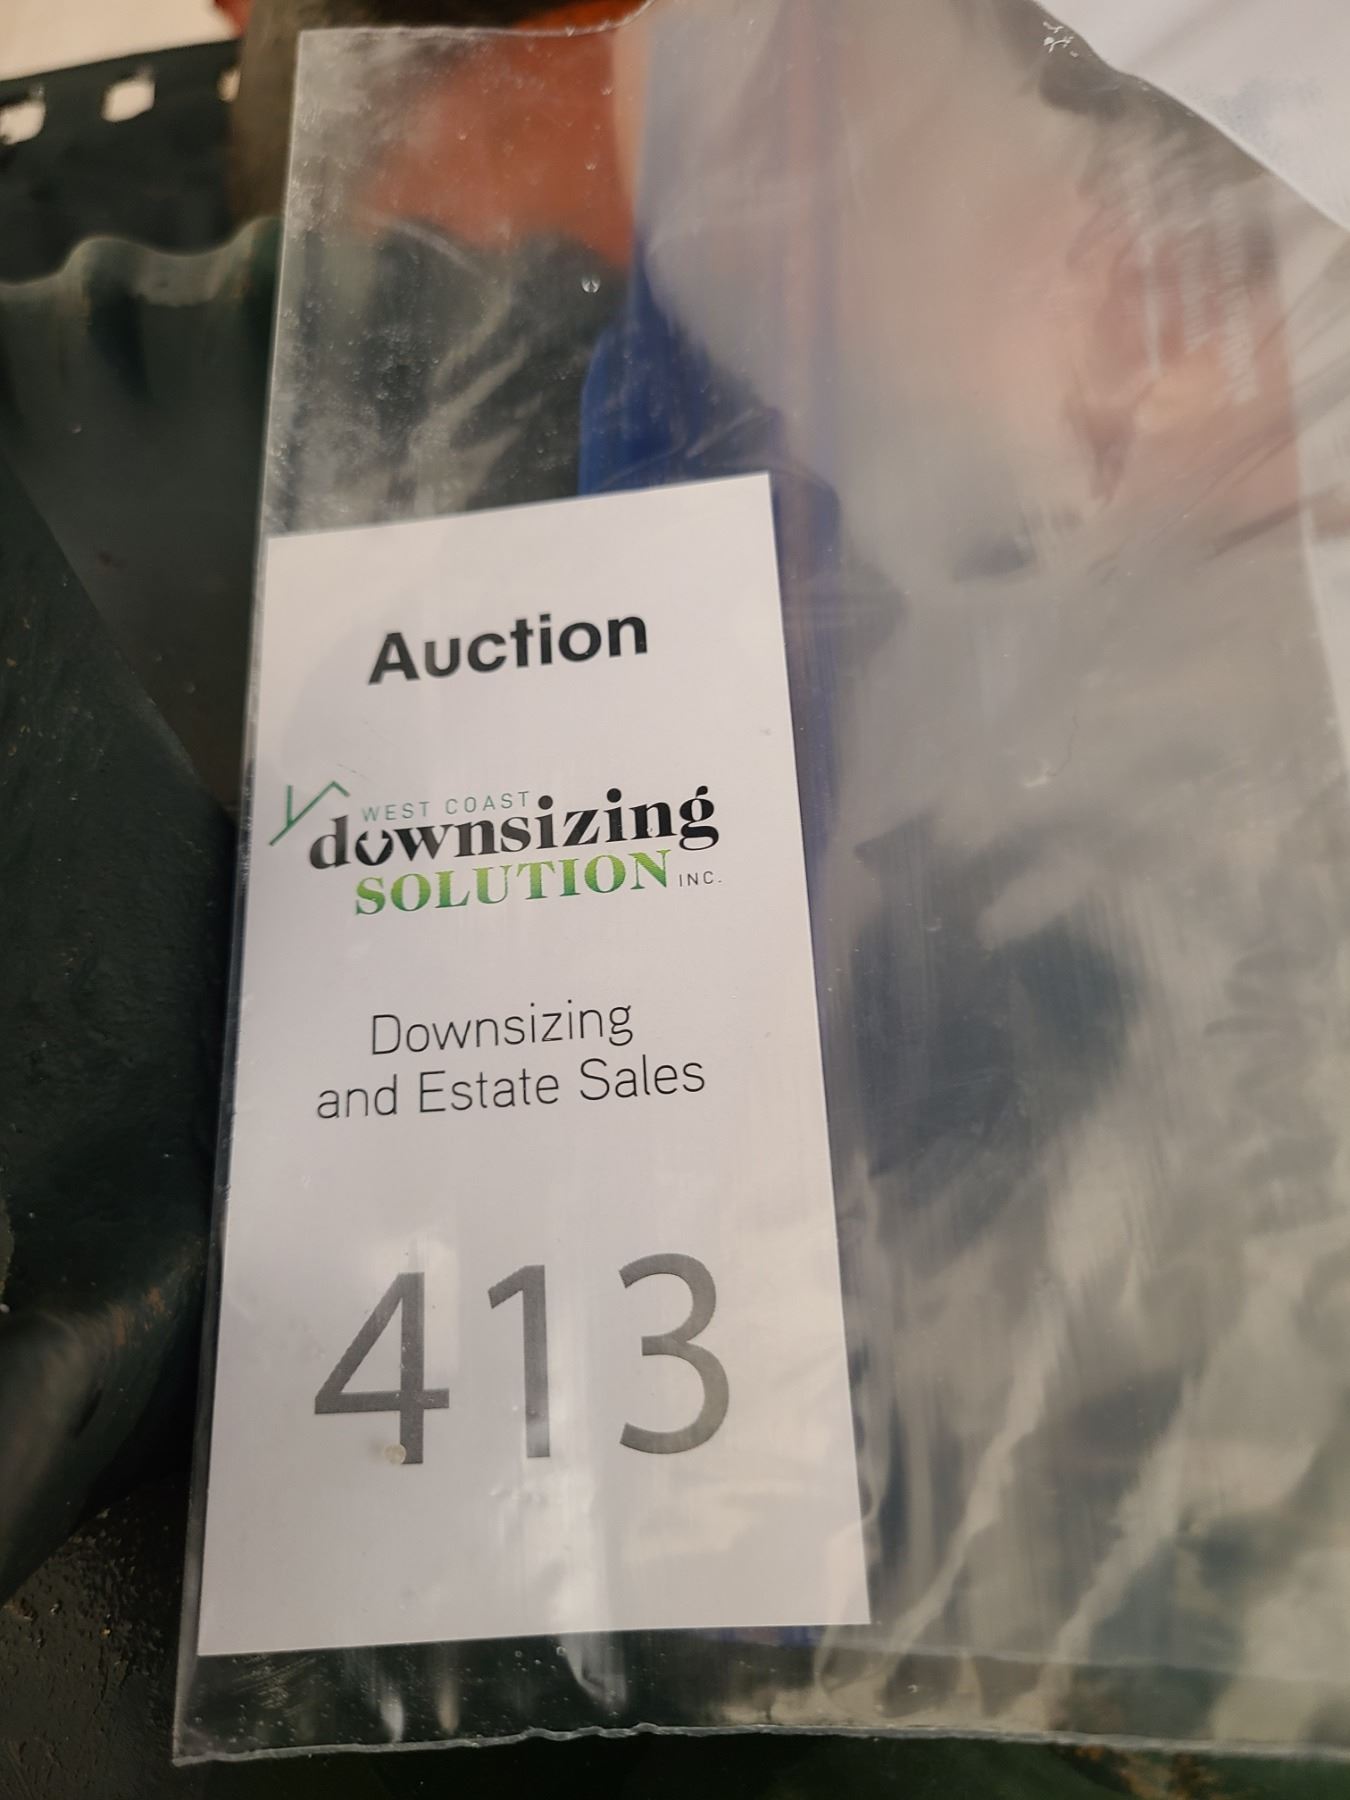 Auction
WEST COAST
downsizing
SOLUTION INC.
Downsizing
and Estate Sales
413